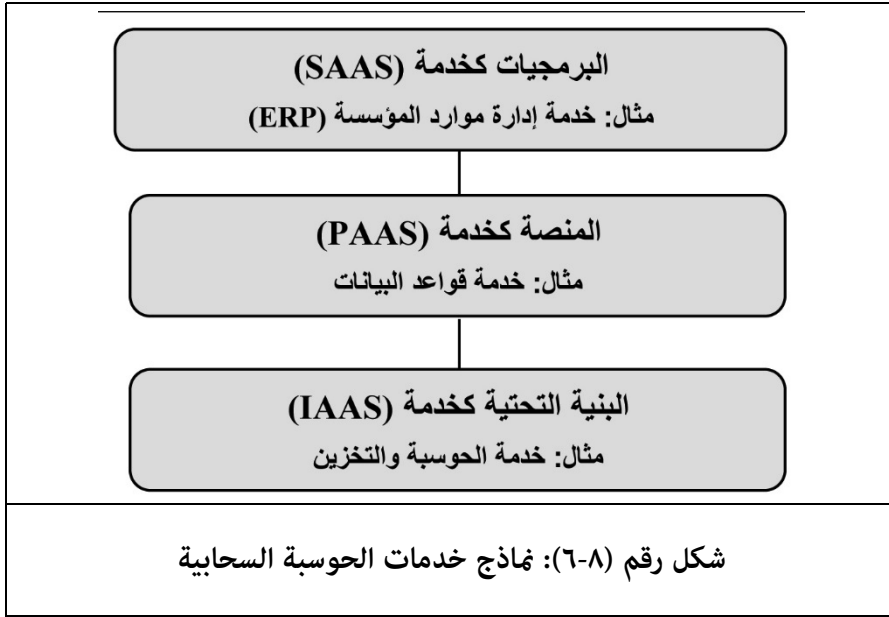 البرمجيات كخدمة (SAAS)
مثال: خدمة إدارة موارد المؤسسة (ERP)
المنصة كخدمة (PAAS)
مثال: خدمة قواعد البيانات
البنية التحتية كخدمة (IAAS)
مثال: خدمة الحوسبة والتخزين
شكل رقم (٨-٦): نماذج خدمات الحوسبة السحابية